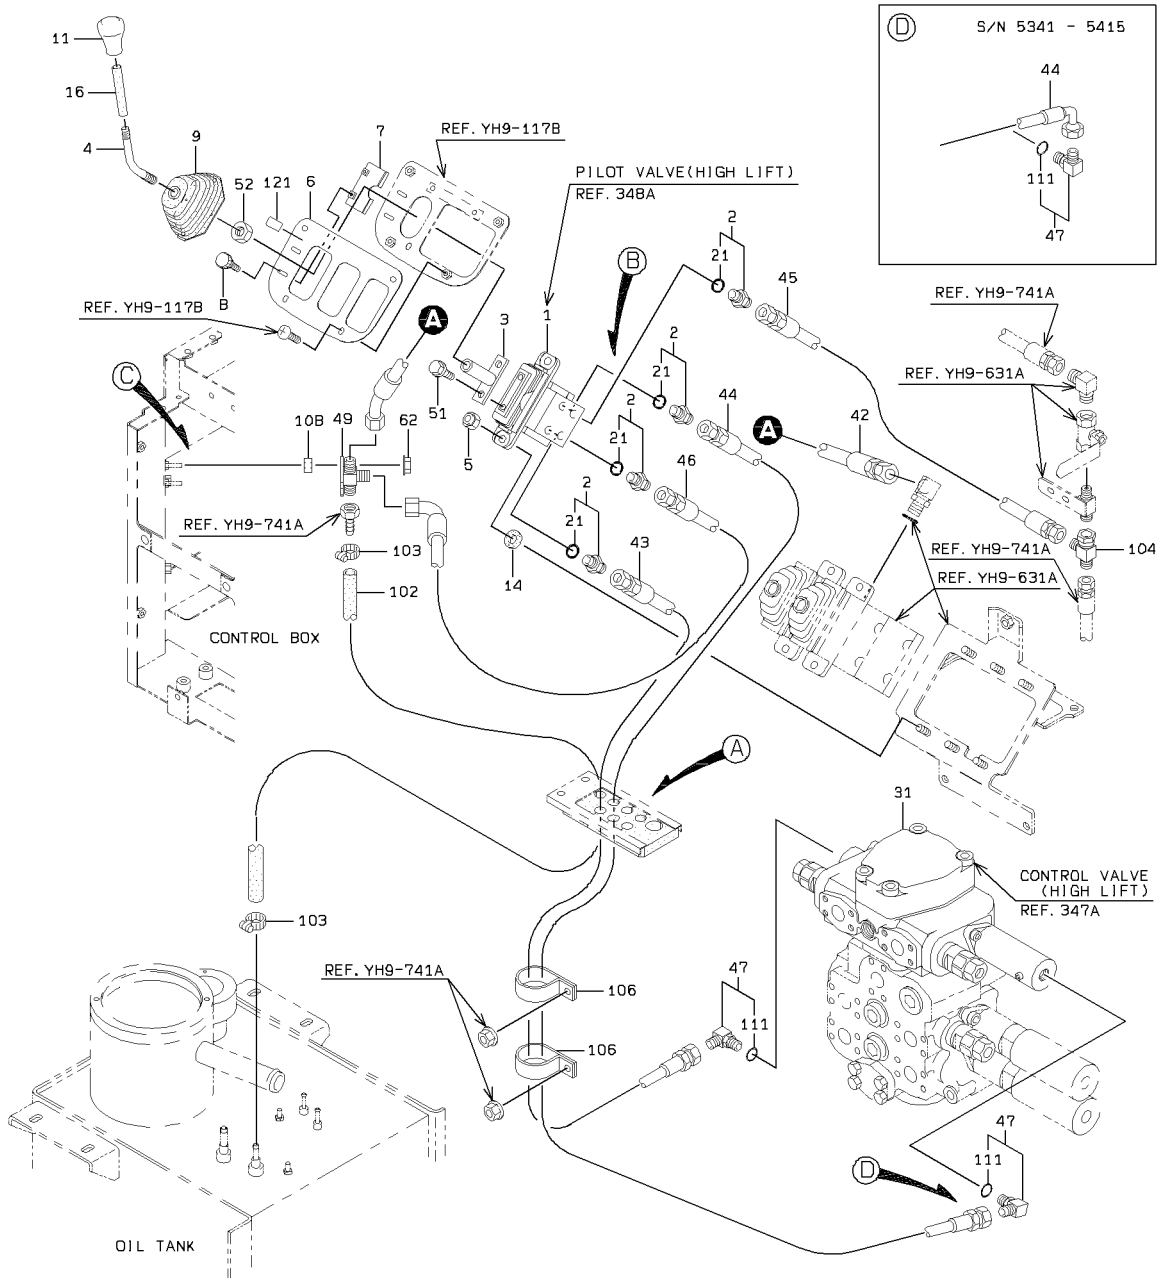 D S/N 5341 - 5415
44
111
47
11
16
4
9
52
121
6
7
REF. YH9-117B
PILOT VALVE(HIGH LIFT)
REF. 348A
B
REF. YH9-117B
A
3
1
B
2
21
45
2
21
44
2
21
46
2
21
43
REF. YH9-741A
REF. YH9-631A
C
10B
49
62
51
5
A
42
REF. YH9-741A
103
102
14
REF. YH9-741A
104
REF. YH9-631A
CONTROL BOX
A
31
CONTROL VALVE
(HIGH LIFT)
REF. 347A
103
REF. YH9-741A
106
106
47
111
47
111
D
OIL TANK